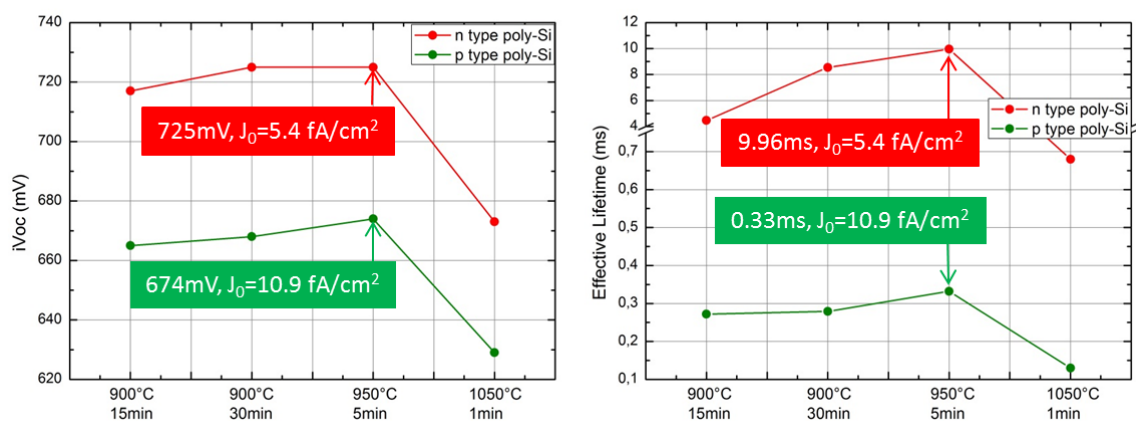 iVoc (mV)
740
720
700
680
660
640
620
n type poly-Si
p type poly-Si
725mV, J0=5.4 fA/cm2
674mV, J0=10.9 fA/cm2
900°C
15min
900°C
30min
950°C
5min
1050°C
1min
Effective Lifetime (ms)
12
10
8
6
4
0,7
0,6
0,5
0,4
0,3
0,2
0,1
n type poly-Si
p type poly-Si
9.96ms, J0=5.4 fA/cm2
0.33ms, J0=10.9 fA/cm2
900°C
15min
900°C
30min
950°C
5min
1050°C
1min